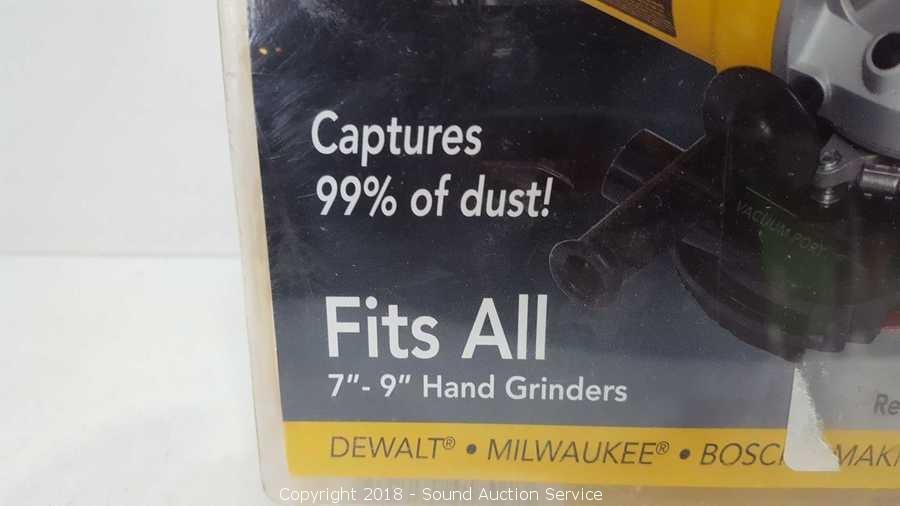 Captures
99% of dust!
VACUUM PORT
Fits All
7"- 9" Hand Grinders
DEWALT® • MILWAUKEE® •
Copyright 2018 - Sound Auction Service